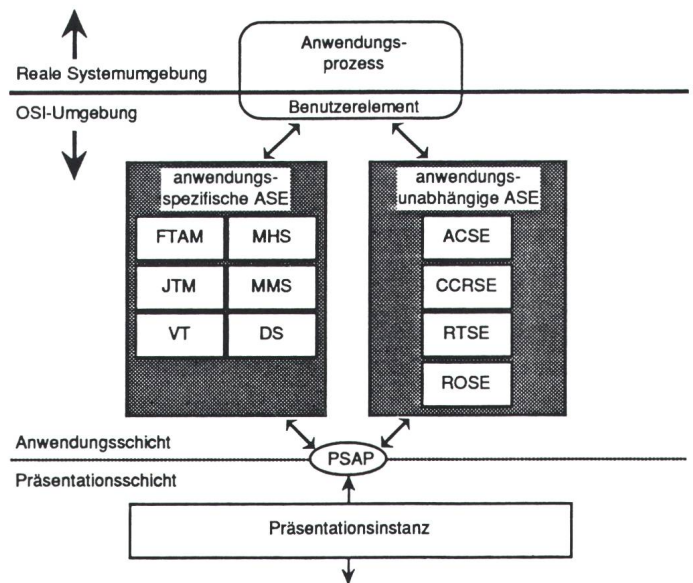 Anwendungs-
prozess
Reale Systemumgebung
OSI-Umgebung
Benutzerelement
anwendungs-
spezifische ASE
anwendungs-
unabhängige ASE
FTAM
MHS
JTM
MMS
VT
DS
ACSE
CCRSE
RTSE
ROSE
Anwendungsschicht
PSAP
Präsentationsschicht
Präsentationsinstanz